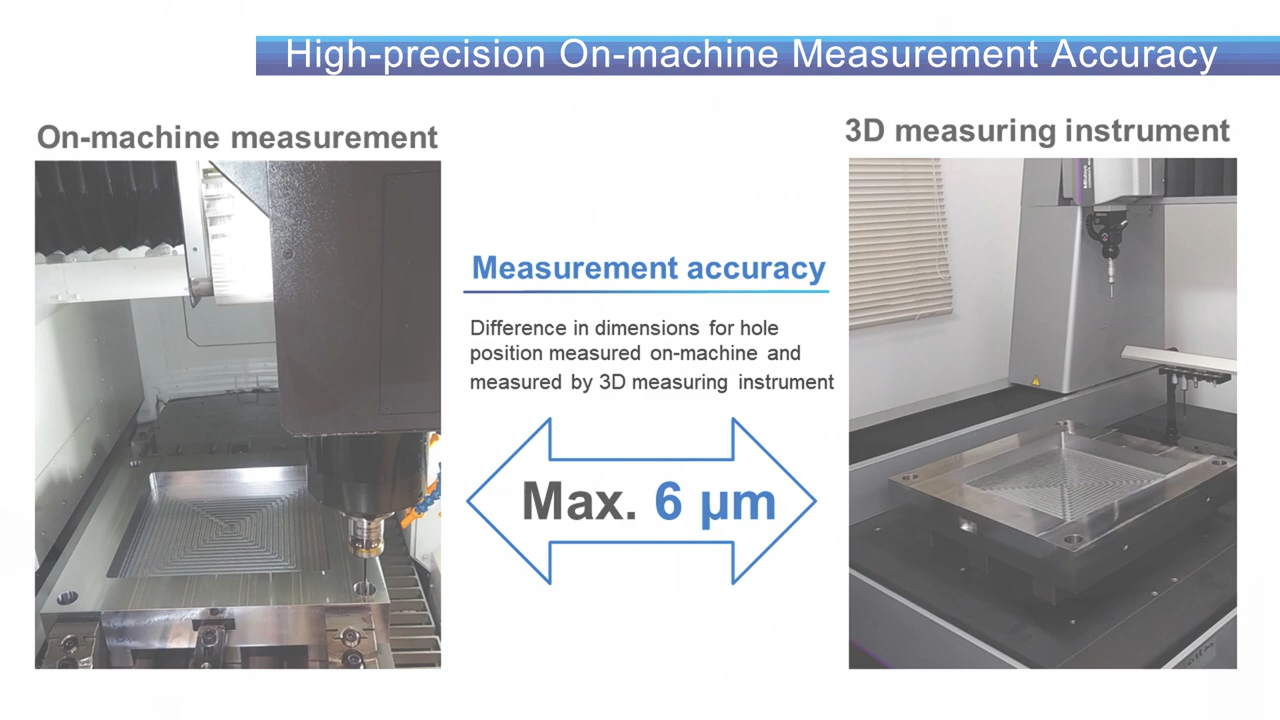 High-precision On-machine Measurement Accuracy
On-machine measurement
3D measuring instrument
Measurement accuracy
Difference in dimensions for hole
position measured on-machine and
measured by 3D measuring instrument
Max. 6 μm